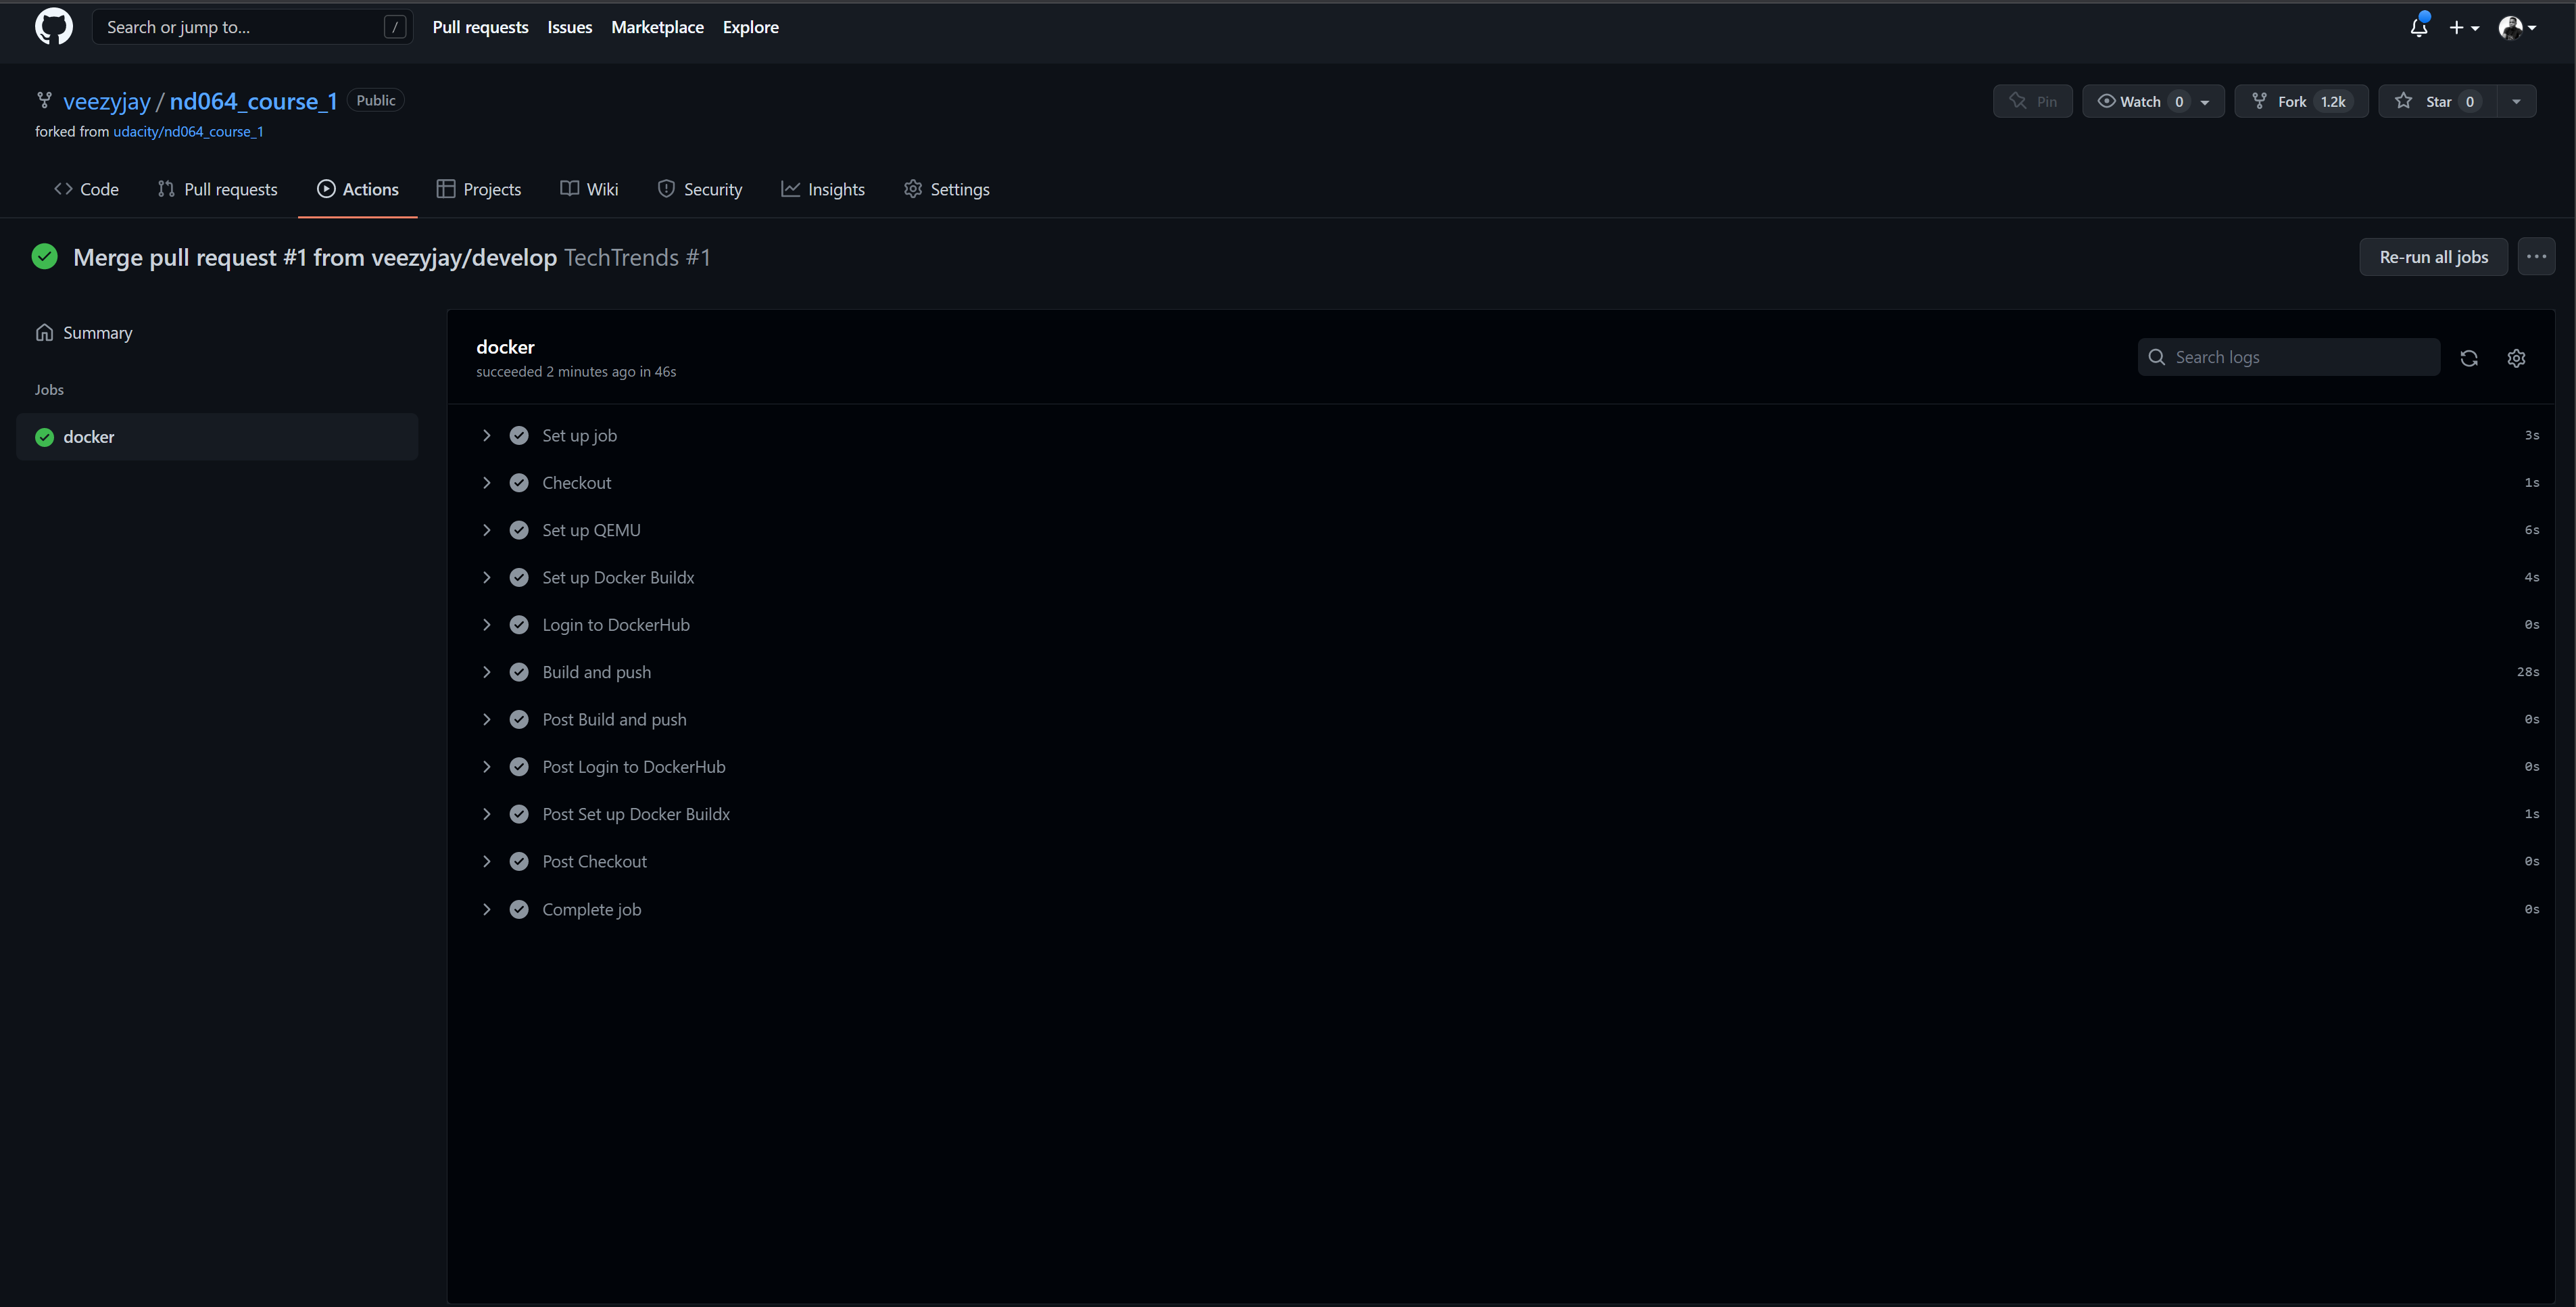 Search or jump to... /
Pull requests Issues Marketplace Explore
veezyjay / nd064_course_1 Public
Pin Watch 0 Fork 1.2k Star 0
forked from udacity/nd064_course_1
Code Pull requests Actions Projects Wiki Security Insights Settings
Merge pull request #1 from veezyjay/develop TechTrends #1
Re-run all jobs
Summary
Jobs
docker
docker
succeeded 2 minutes ago in 46s
Search logs
Set up job 3s
Checkout 1s
Set up QEMU 6s
Set up Docker Buildx 4s
Login to DockerHub 0s
Build and push 28s
Post Build and push 0s
Post Login to DockerHub 0s
Post Set up Docker Buildx 1s
Post Checkout 0s
Complete job 0s